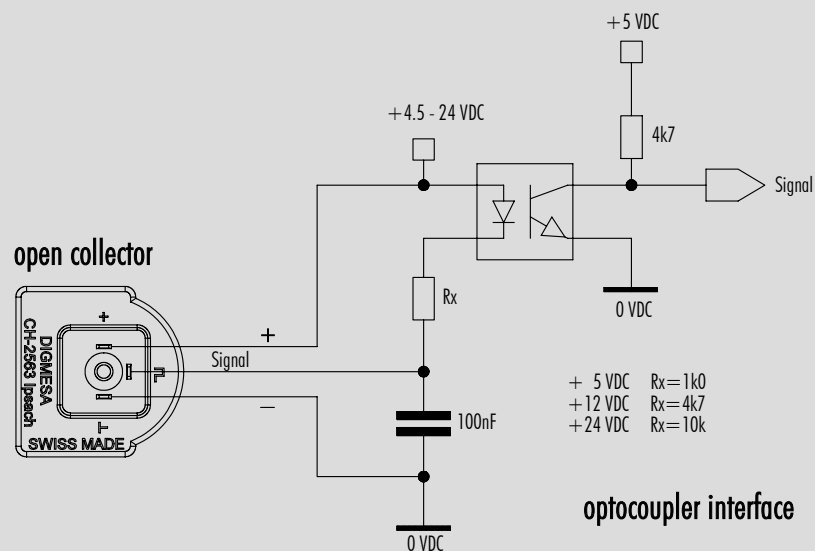 +5 VDC
+4.5 - 24 VDC
4k7
Signal
open collector
Rx
0 VDC
+
+
DIGMESA
CH-2563 Ipsach
SWISS MADE
Signal
–
100nF
+ 5 VDC Rx=1k0
+12 VDC Rx=4k7
+24 VDC Rx=10k
optocoupler interface
0 VDC